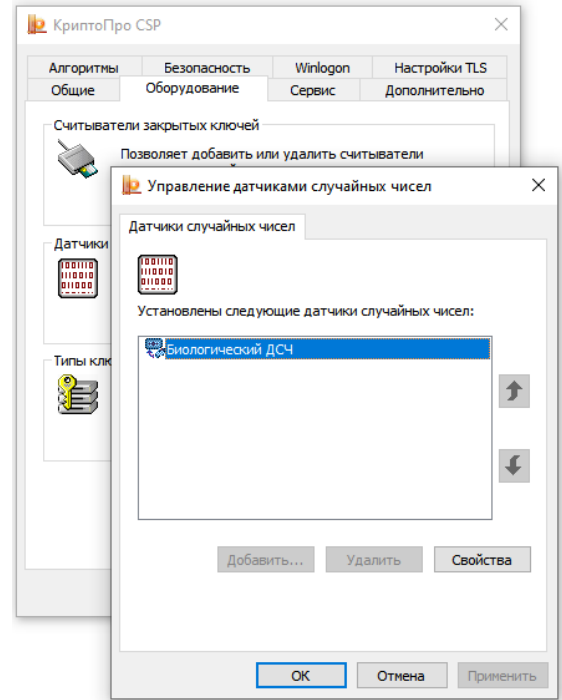 КриптоПро CSP
Алгоритмы Безопасность Winlogon Настройки TLS
Общие Оборудование Сервис Дополнительно
Считыватели закрытых ключей
Позволяет добавить или удалить считыватели
Управление датчиками случайных чисел
Датчики случайных чисел
Датчики
Установлены следующие датчики случайных чисел:
Биологический ДСЧ
Типы клю
Добавить... Удалить Свойства
ОК Отмена Применить